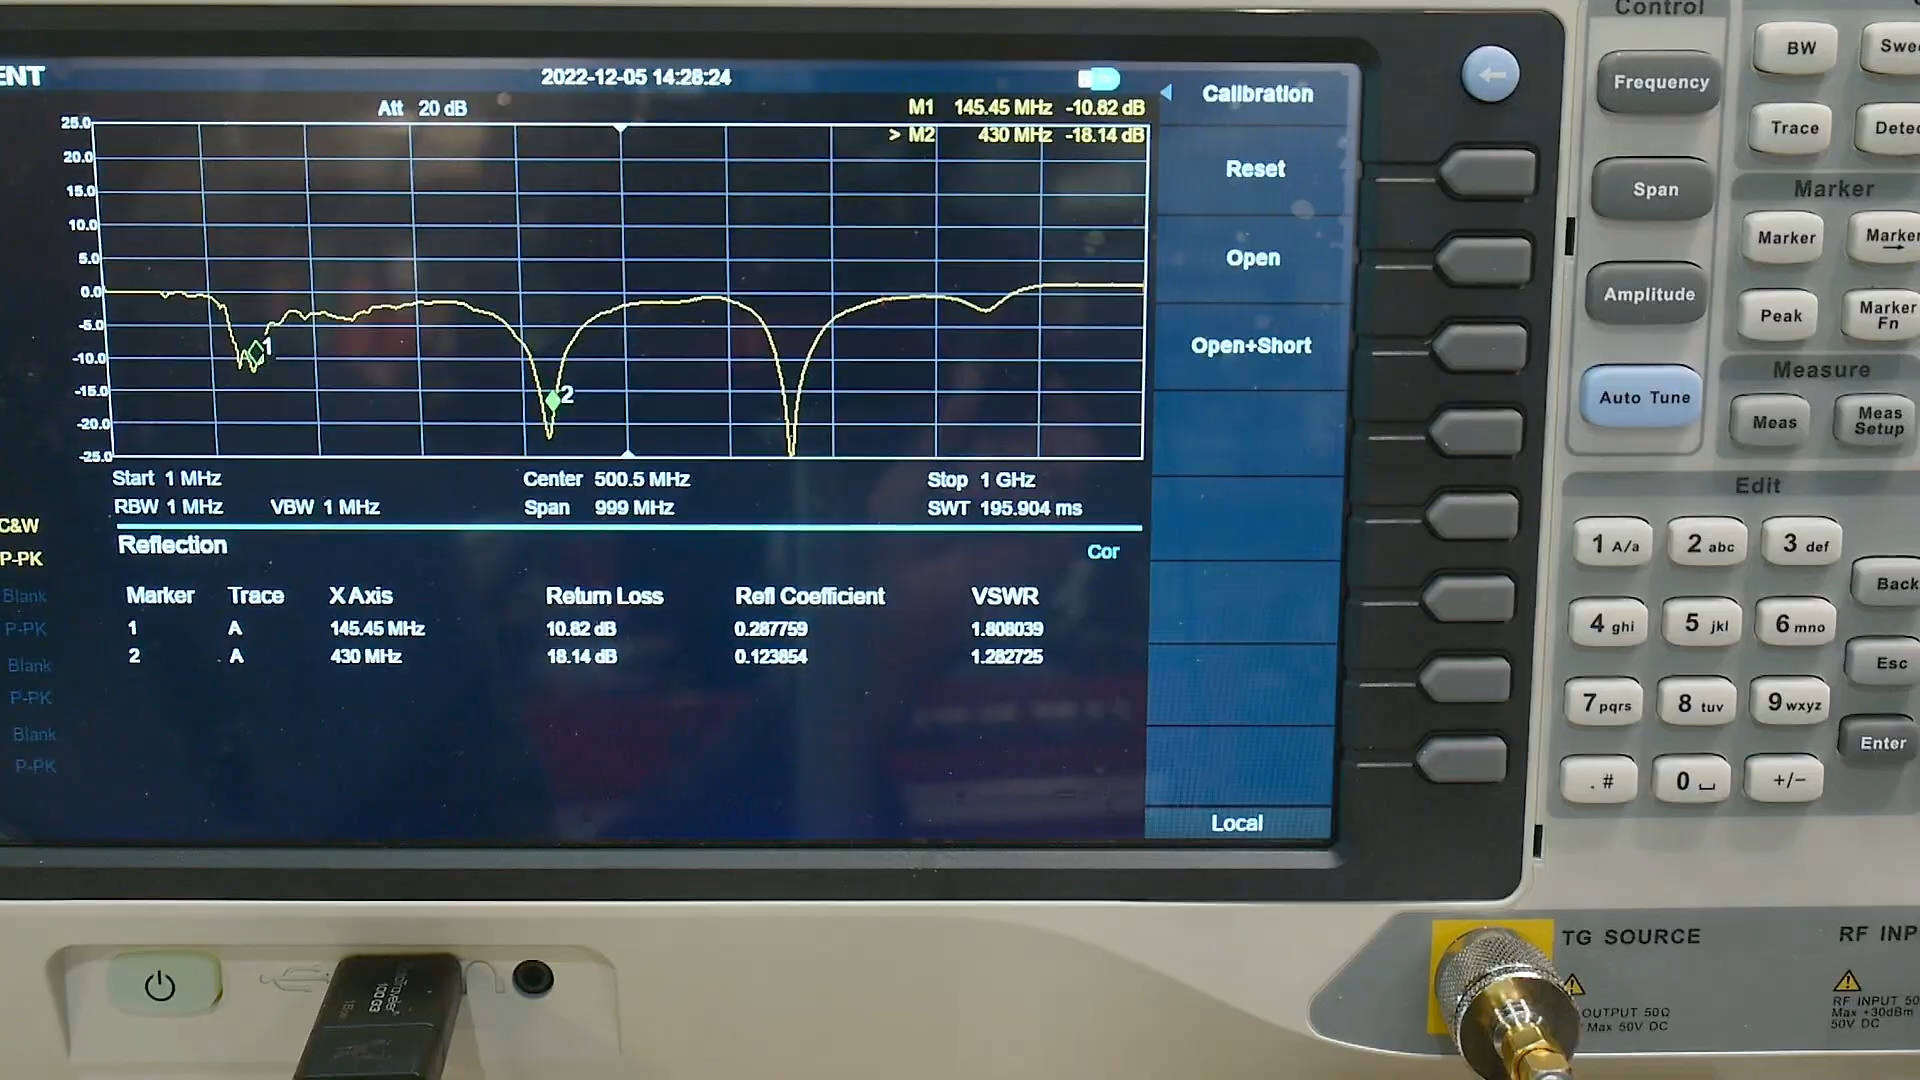 ENT
2022-12-05 14:28:24
Att 20 dB
M1 145.45 MHz -10.82 dB
> M2 430 MHz -18.14 dB
25.0
20.0
15.0
10.0
5.0
0.0
-5.0
-10.0
-15.0
-20.0
-25.0
1
2
Start 1 MHz
Center 500.5 MHz
Stop 1 GHz
RBW 1 MHz
VBW 1 MHz
Span 999 MHz
SWT 195.904 ms
C&W
P-PK
Blank
P-PK
Blank
P-PK
Blank
P-PK
Reflection
Cor
Marker Trace X Axis Return Loss Refl Coefficient VSWR
1 A 145.45 MHz 10.82 dB 0.287759 1.808039
2 A 430 MHz 18.14 dB 0.123854 1.282725
Calibration
Reset
Open
Open+Short
Local
Control
Frequency
Span
Amplitude
Auto Tune
BW
Swe
Trace
Detec
Marker
Marker
Marker
Peak
Marker
Fn
Measure
Meas
Meas
Setup
Edit
1 A/a
2 abc
3 def
Back
4 ghi
5 jkl
6 mno
Esc
7 pqrs
8 tuv
9 wxyz
Enter
. #
0
+/-
TG SOURCE
OUTPUT 50Ω
Max 50V DC
RF INP
RF INPUT 50
Max +30dBm
50V DC
100 G3